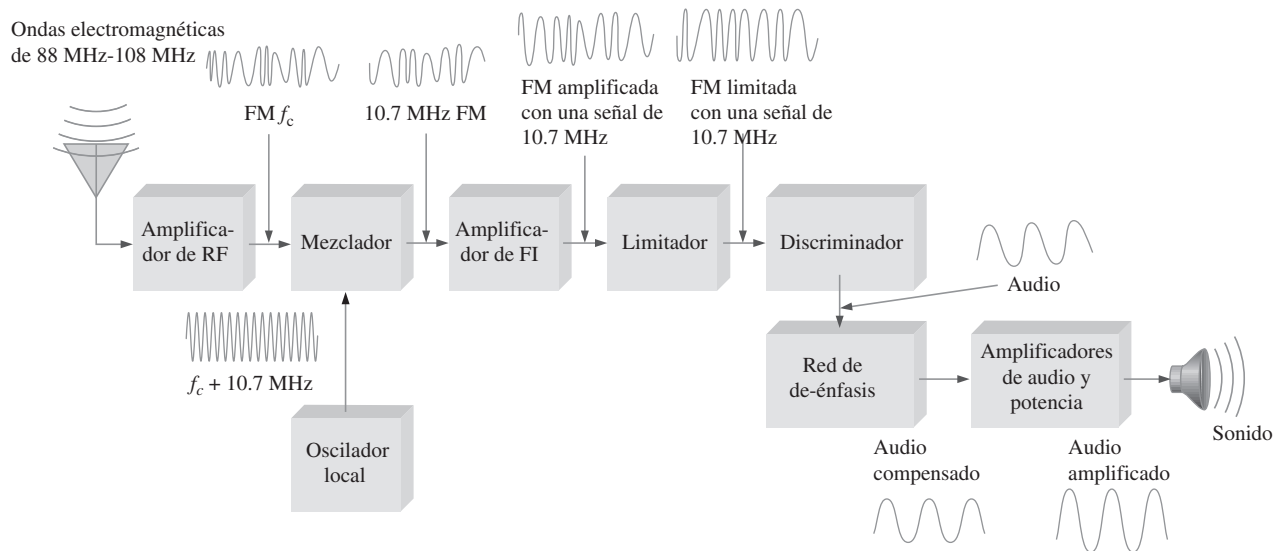 Ondas electromagnéticas
de 88 MHz-108 MHz
FM fc
10.7 MHz FM
FM amplificada
con una señal de
10.7 MHz
FM limitada
con una señal de
10.7 MHz
Amplifica-
dor de RF
Mezclador
Amplifica-
dor de FI
Limitador
Discriminador
Audio
fc + 10.7 MHz
Oscilador
local
Red de
de-énfasis
Amplificadores
de audio y
potencia
Sonido
Audio
compensado
Audio
amplificado